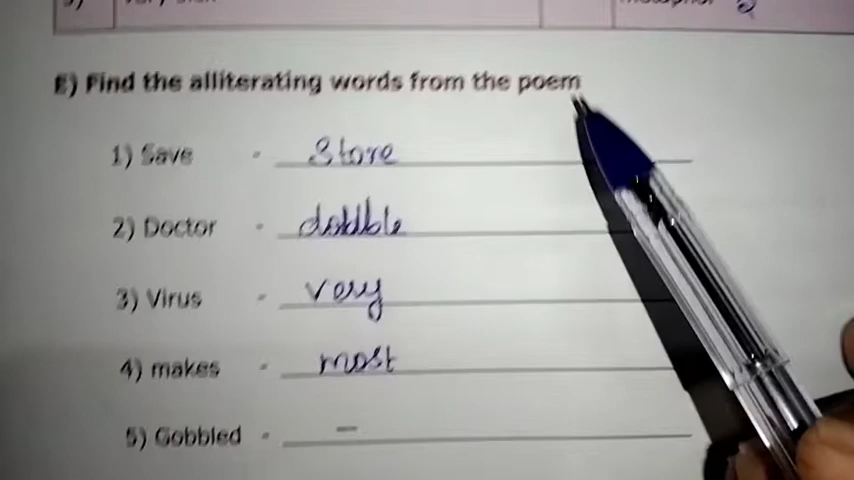 E) Find the alliterating words from the poem
1) Save - Store
2) Doctor -
3) Virus - very
4) makes - most
5) Gobbled - —